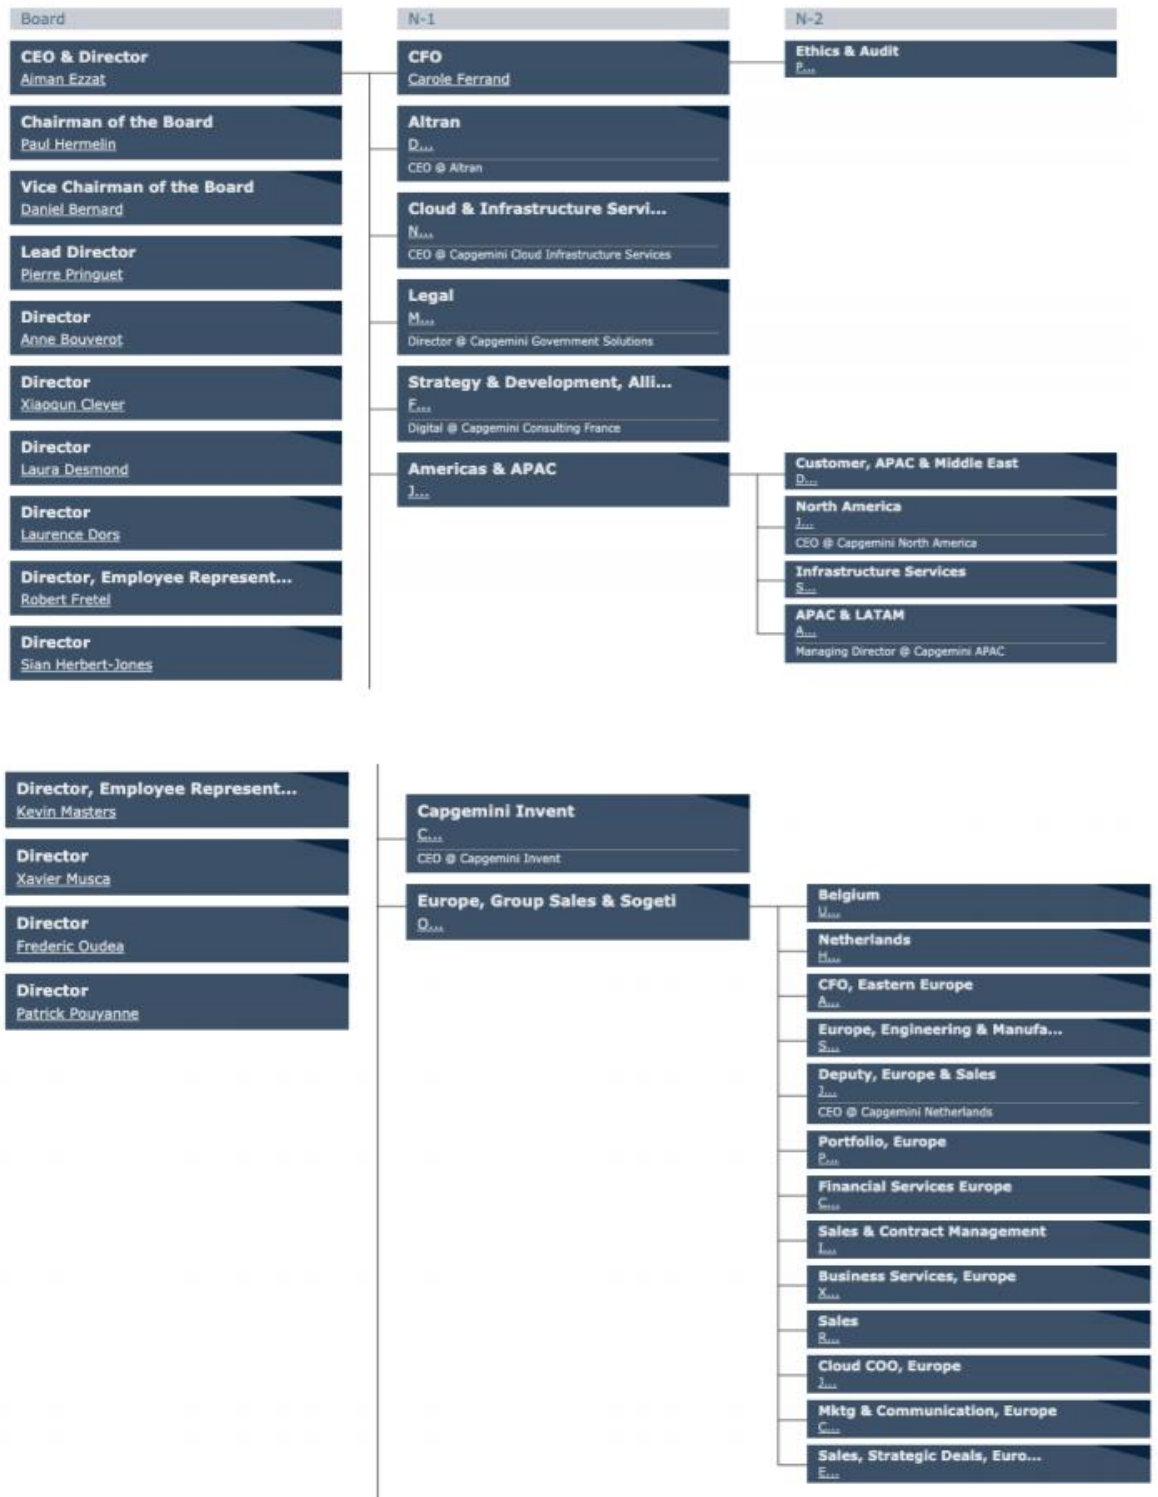 Board
CEO & Director
Aiman Ezzat
Chairman of the Board
Paul Hermelin
Vice Chairman of the Board
Daniel Bernard
Lead Director
Pierre Pringuet
Director
Anne Bouverot
Director
Xiaoqun Clever
Director
Laura Desmond
Director
Laurence Dors
Director, Employee Represent...
Robert Fretel
Director
Sian Herbert-Jones
N-1
CFO
Carole Ferrand
Altran
D...
CEO @ Altran
Cloud & Infrastructure Servi...
N...
CEO @ Capgemini Cloud Infrastructure Services
Legal
M...
Director @ Capgemini Government Solutions
Strategy & Development, Alli...
F...
Digital @ Capgemini Consulting France
Americas & APAC
J...
N-2
Ethics & Audit
P...
Customer, APAC & Middle East
D...
North America
J...
CEO @ Capgemini North America
Infrastructure Services
S...
APAC & LATAM
A...
Managing Director @ Capgemini APAC
Director, Employee Represent...
Kevin Masters
Director
Xavier Musca
Director
Frederic Oudea
Director
Patrick Pouyanne
Capgemini Invent
C...
CEO @ Capgemini Invent
Europe, Group Sales & Sogeti
O...
Belgium
U...
Netherlands
H...
CFO, Eastern Europe
A...
Europe, Engineering & Manufa...
S...
Deputy, Europe & Sales
J...
CEO @ Capgemini Netherlands
Portfolio, Europe
P...
Financial Services Europe
C...
Sales & Contract Management
I...
Business Services, Europe
X...
Sales
R...
Cloud COO, Europe
J...
Mktg & Communication, Europe
C...
Sales, Strategic Deals, Euro...
E...